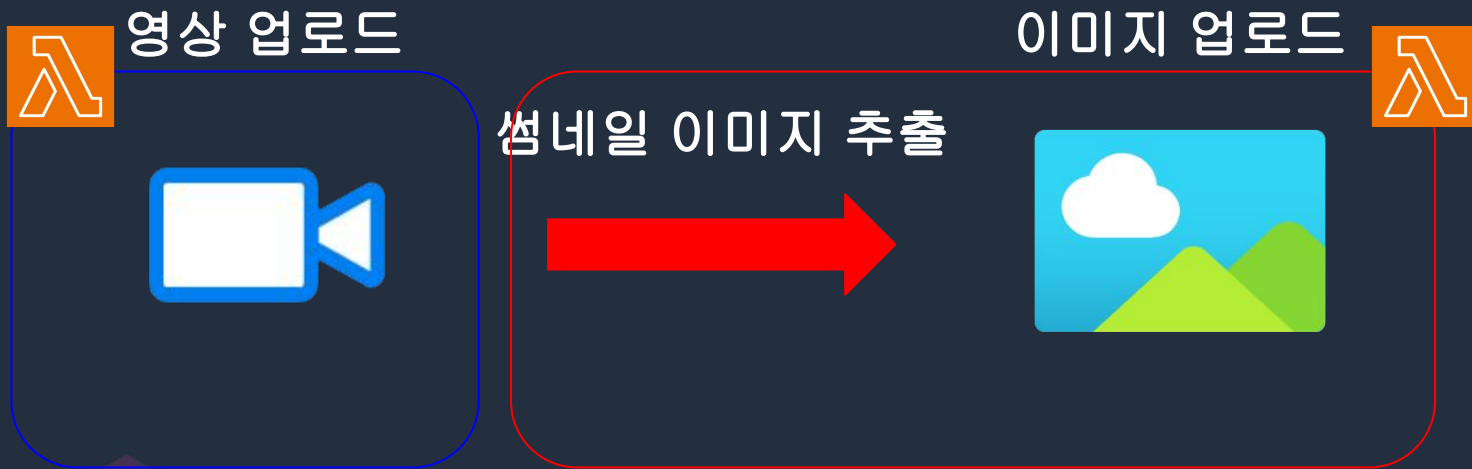 영상 업로드
이미지 업로드
썸네일 이미지 추출